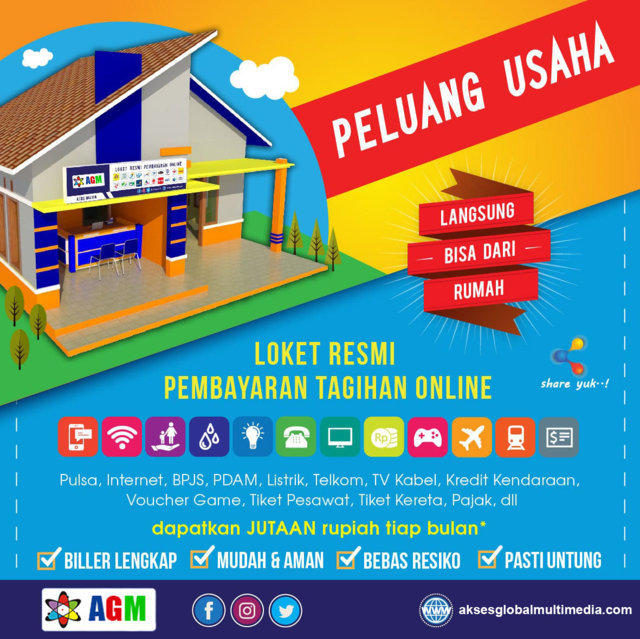 PELUANG USAHA
AGM
LOKET RESMI PEMBAYARAN ONLINE
LANGSUNG
BISA DARI
RUMAH
LOKET RESMI
PEMBAYARAN TAGIHAN ONLINE
share yuk..!
Rp
Pulsa, Internet, BPJS, PDAM, Listrik, Telkom, TV Kabel, Kredit Kendaraan,
Voucher Game, Tiket Pesawat, Tiket Kereta, Pajak, dll
dapatkan JUTAAN rupiah tiap bulan*
BILLER LENGKAP
MUDAH & AMAN
BEBAS RESIKO
PASTI UNTUNG
AGM
www
aksesglobalmultimedia.com